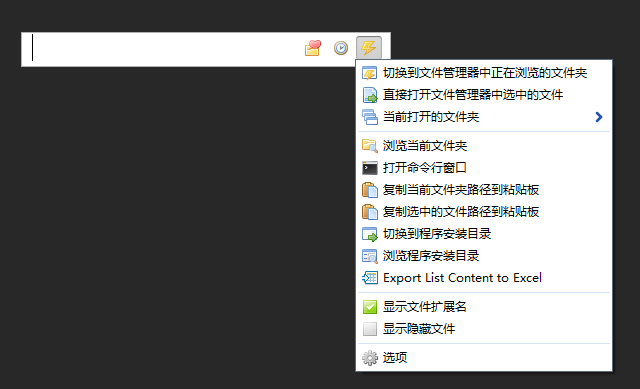 切换到文件管理器中正在浏览的文件夹
直接打开文件管理器中选中的文件
当前打开的文件夹
浏览当前文件夹
打开命令行窗口
复制当前文件夹路径到粘贴板
复制选中的文件路径到粘贴板
切换到程序安装目录
浏览程序安装目录
Export List Content to Excel
显示文件扩展名
显示隐藏文件
选项